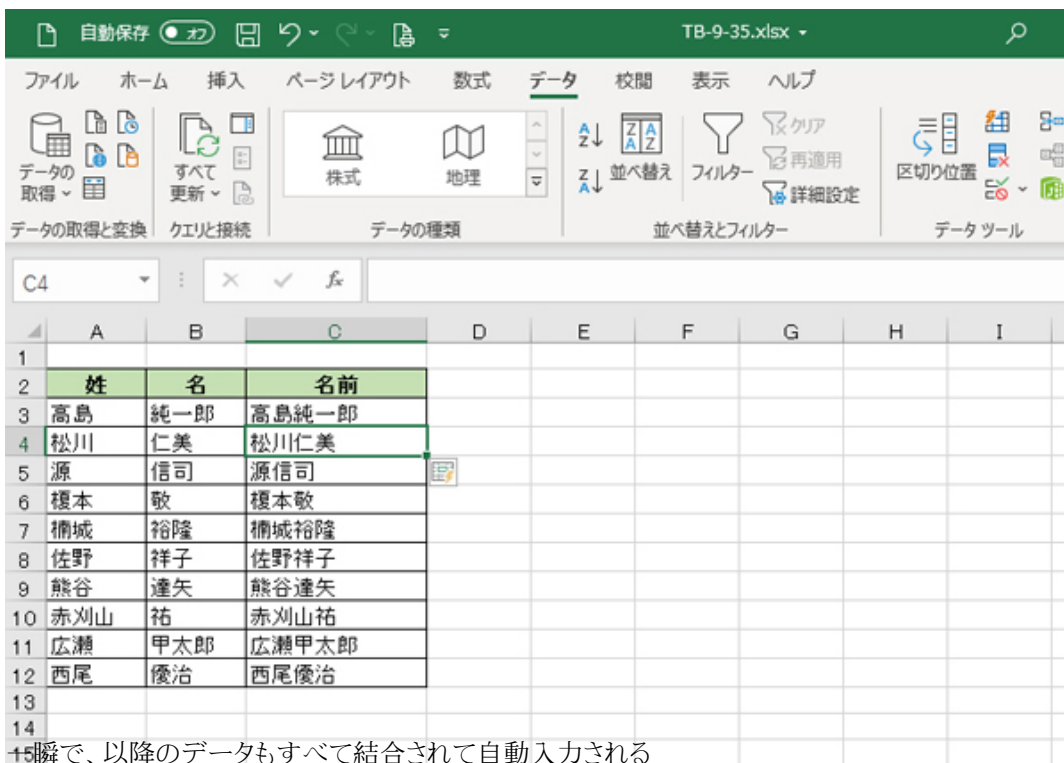 自動保存 オフ TB-9-35.xlsx
ファイル ホーム 挿入 ページ レイアウト 数式 データ 校閲 表示 ヘルプ
データの取得 すべて更新 株式 地理 並べ替え フィルター クリア 再適用 詳細設定 区切り位置
データの取得と変換 クエリと接続 データの種類 並べ替えとフィルター データ ツール
C4 fx
A B C D E F G H I
1
2 姓 名 名前
3 高島 純一郎 高島純一郎
4 松川 仁美 松川仁美
5 源 信司 源信司
6 榎本 敬 榎本敬
7 楠城 裕隆 楠城裕隆
8 佐野 祥子 佐野祥子
9 熊谷 達矢 熊谷達矢
10 赤刈山 祐 赤刈山祐
11 広瀬 甲太郎 広瀬甲太郎
12 西尾 優治 西尾優治
13
14
15
一瞬で、以降のデータもすべて結合されて自動入力される